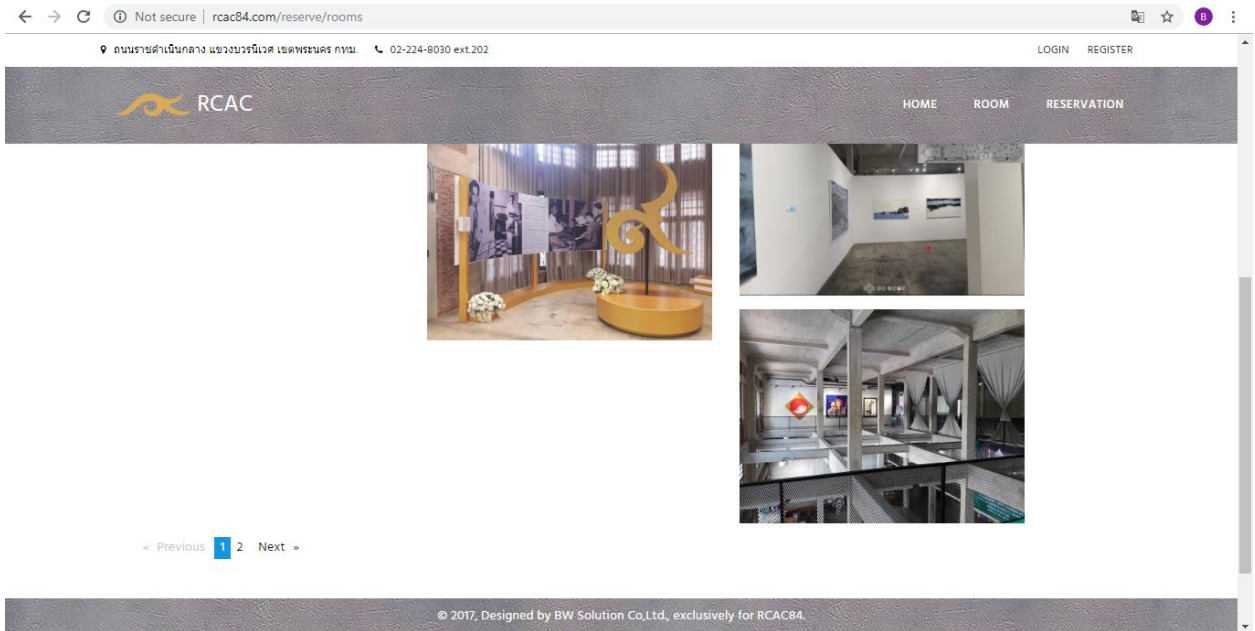 Not secure | rcac84.com/reserve/rooms
B
ถนนราชดำเนินกลาง แขวงบวรนิเวศ เขตพระนคร กทม. 02-224-8030 ext.202
LOGIN REGISTER
RCAC
HOME ROOM RESERVATION
๙
« Previous 1 2 Next »
© 2017, Designed by BW Solution Co,Ltd., exclusively for RCAC84.